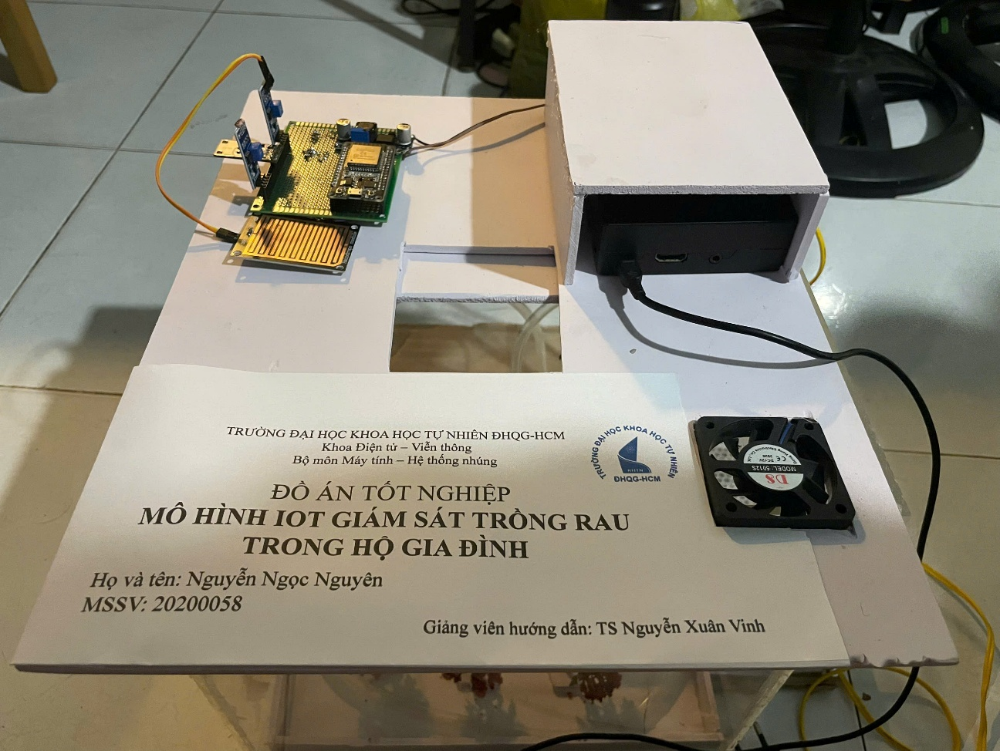 TRƯỜNG ĐẠI HỌC KHOA HỌC TỰ NHIÊN ĐHQG-HCM
Khoa Điện tử – Viễn thông
Bộ môn Máy tính – Hệ thống nhúng
TRƯỜNG ĐẠI HỌC KHOA HỌC TỰ NHIÊN
ĐHQG-HCM
ĐỒ ÁN TỐT NGHIỆP
MÔ HÌNH IOT GIÁM SÁT TRỒNG RAU
TRONG HỘ GIA ĐÌNH
Họ và tên: Nguyễn Ngọc Nguyên
MSSV: 20200058
Giảng viên hướng dẫn: TS Nguyễn Xuân Vinh
DS
MODEL: 5012S
DC12V
CE